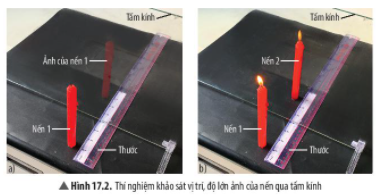 Tấm kính
Ảnh của nến 1
Nến 1
Thước
a)
Tấm kính
Nến 2
Nến 1
Thước
b)
▲ Hình 17.2. Thí nghiệm khảo sát vị trí, độ lớn ảnh của nến qua tấm kính